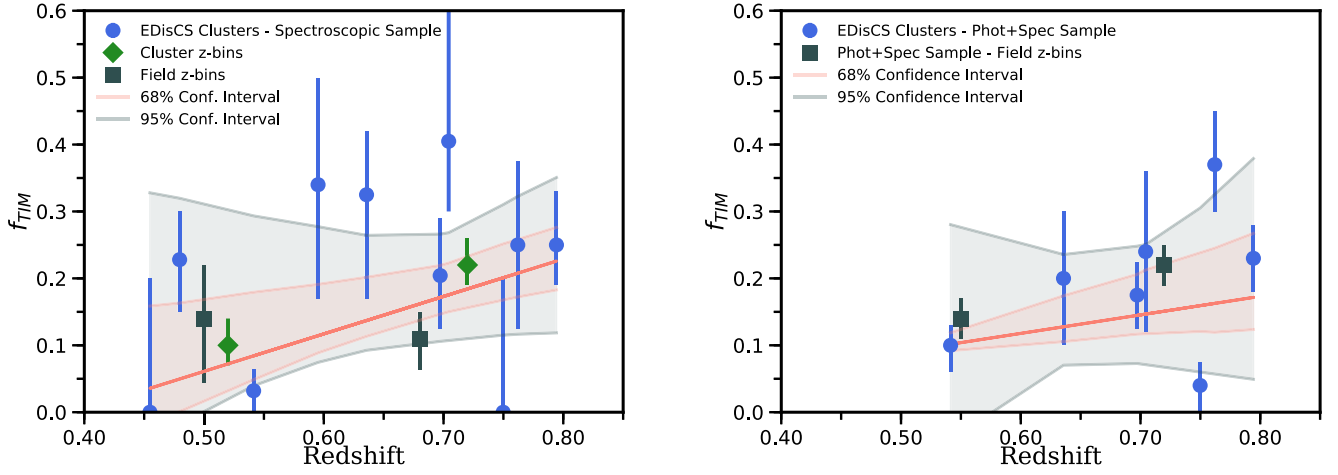 0.6
0.5
0.4
0.3
0.2
0.1
0.0
f_TIM
EDisCS Clusters - Spectroscopic Sample
Cluster z-bins
Field z-bins
68% Conf. Interval
95% Conf. Interval
0.40
0.50
0.60
0.70
0.80
Redshift
0.6
0.5
0.4
0.3
0.2
0.1
0.0
f_TIM
EDisCS Clusters - Phot+Spec Sample
Phot+Spec Sample - Field z-bins
68% Confidence Interval
95% Confidence Interval
0.40
0.50
0.60
0.70
0.80
Redshift